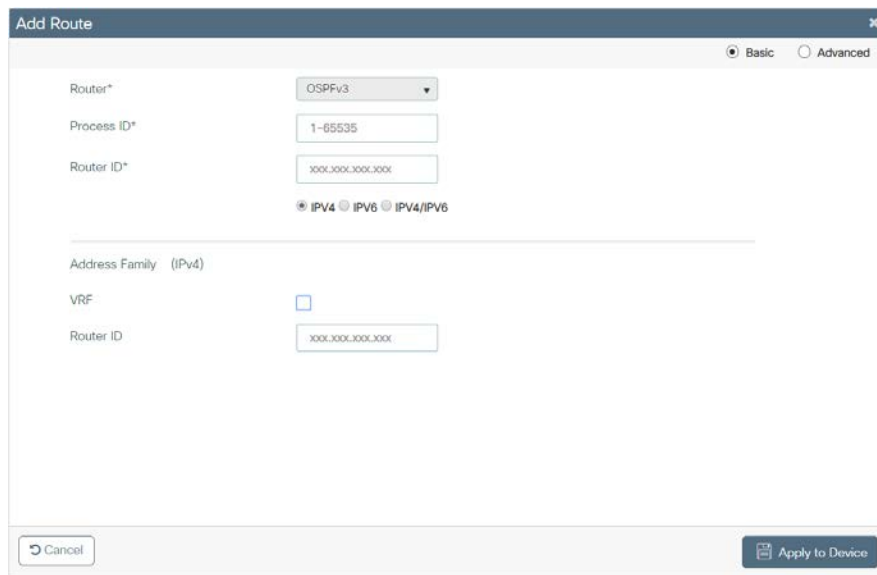 Add Route
Basic Advanced
Router* OSPFv3
Process ID* 1-65535
Router ID* xxx.xxx.xxx.xxx
IPV4 IPV6 IPV4/IPV6
Address Family (IPv4)
VRF
Router ID xxx.xxx.xxx.xxx
Cancel Apply to Device